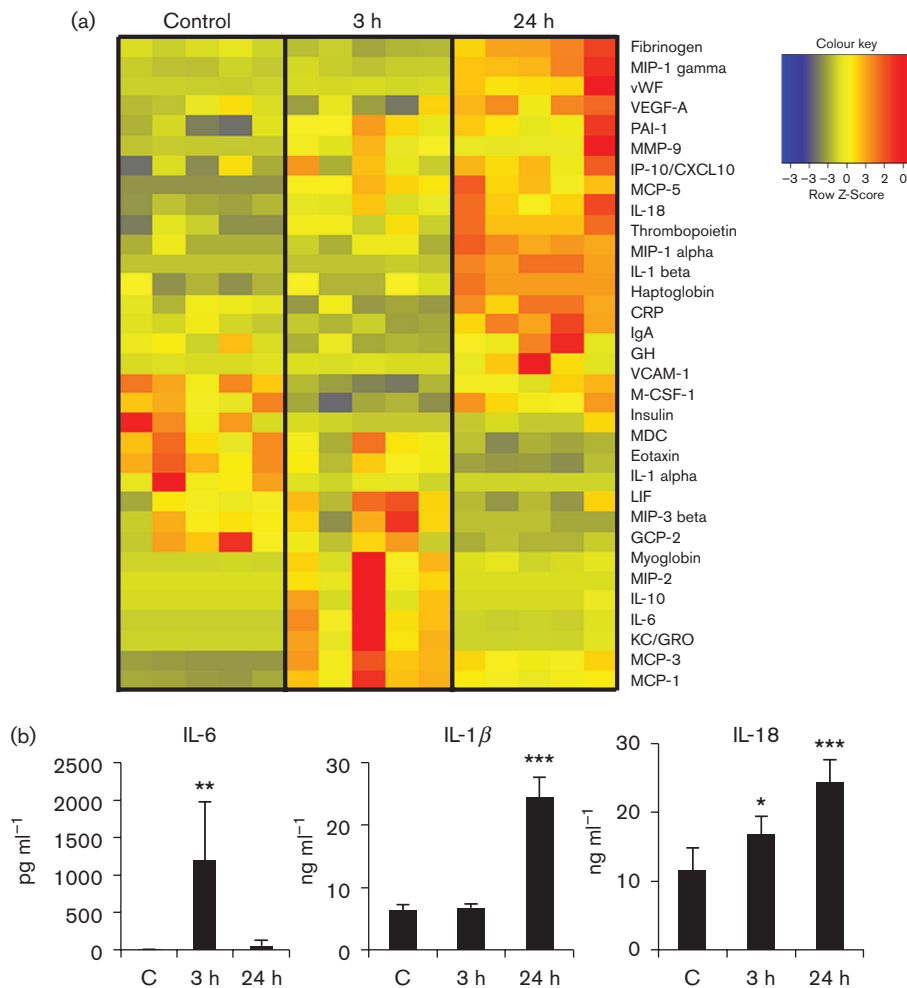 (a)
Control 3 h 24 h
Fibrinogen
MIP-1 gamma
vWF
VEGF-A
PAI-1
MMP-9
IP-10/CXCL10
MCP-5
IL-18
Thrombopoietin
MIP-1 alpha
IL-1 beta
Haptoglobin
CRP
IgA
GH
VCAM-1
M-CSF-1
Insulin
MDC
Eotaxin
IL-1 alpha
LIF
MIP-3 beta
GCP-2
Myoglobin
MIP-2
IL-10
IL-6
KC/GRO
MCP-3
MCP-1
Colour key
−3 −3 −3 0 3 2 0
Row Z-Score
(b)
IL-6
pg ml⁻¹
2500
2000
1500
1000
500
0
**
C 3 h 24 h
IL-1β
ng ml⁻¹
30
20
10
0
***
C 3 h 24 h
IL-18
ng ml⁻¹
30
20
10
0
*
***
C 3 h 24 h